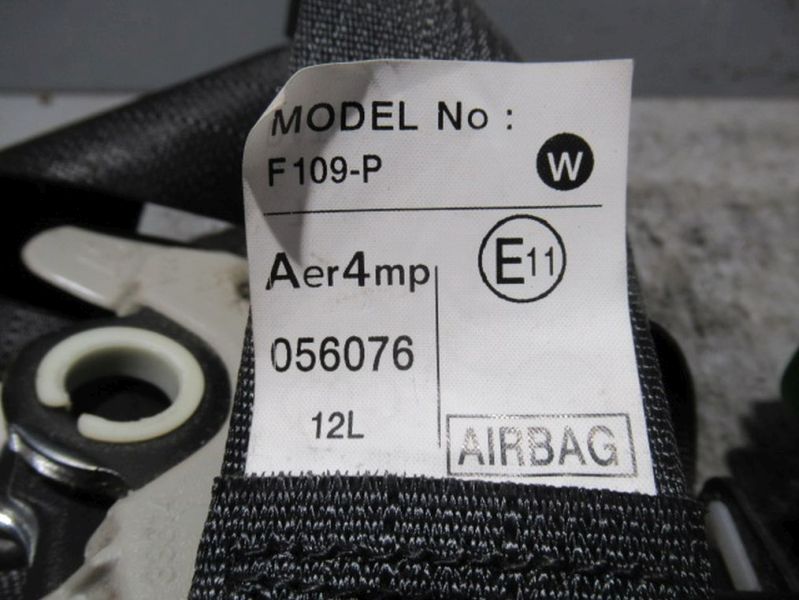 MODEL No :
F109-P W
Aer4mp E11
056076
12L
AIRBAG